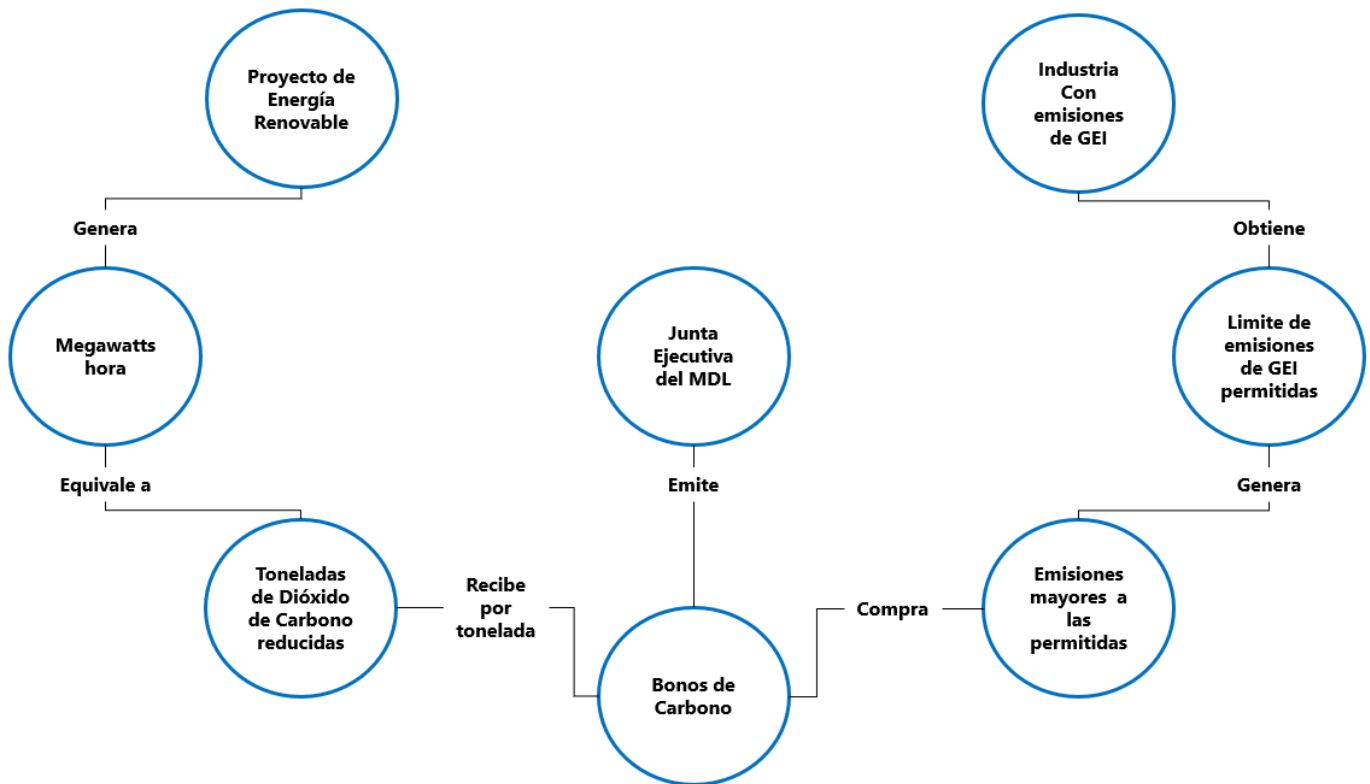 Proyecto de
Energía
Renovable
Industria
Con
emisiones
de GEI
Genera
Obtiene
Megawatts
hora
Junta
Ejecutiva
del MDL
Limite de
emisiones
de GEI
permitidas
Equivale a
Emite
Genera
Toneladas
de Dióxido
de Carbono
reducidas
Recibe
por
tonelada
Bonos de
Carbono
Compra
Emisiones
mayores a
las
permitidas